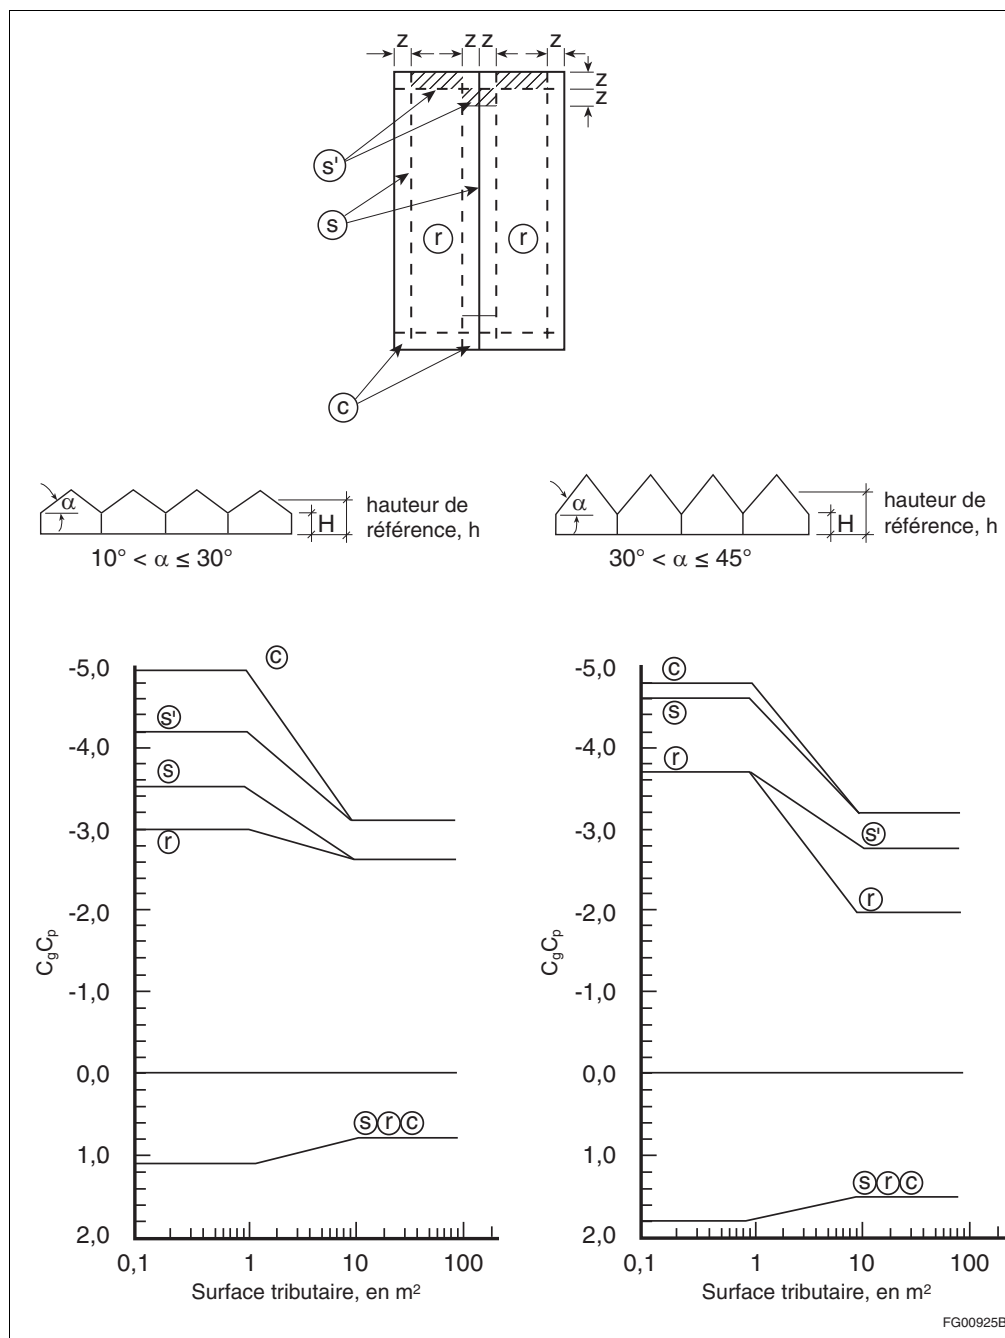 z z z z
z
z
s'
s
r r
c
α H hauteur de référence, h
10° < α ≤ 30°
α H hauteur de référence, h
30° < α ≤ 45°
-5,0
-4,0
-3,0
-2,0
-1,0
0,0
1,0
2,0
CgCp
c
s'
s
r
s r c
0,1 1 10 100
Surface tributaire, en m²
-5,0
-4,0
-3,0
-2,0
-1,0
0,0
1,0
2,0
CgCp
c
s
r
s'
r
s r c
0,1 1 10 100
Surface tributaire, en m²
FG00925B